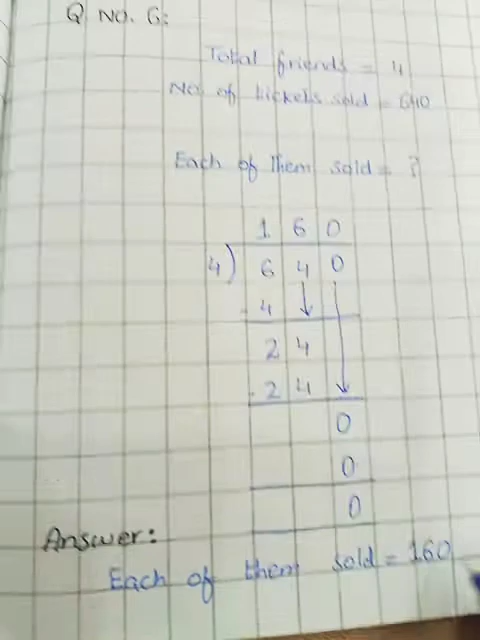 Q No. 6:
Total friends = 4
No of tickets sold = 640
Each of them sold = ?
1 6 0
4) 6 4 0
- 4 ↓
2 4
- 2 4 ↓
0
0
0
Answer:
Each of them sold = 160